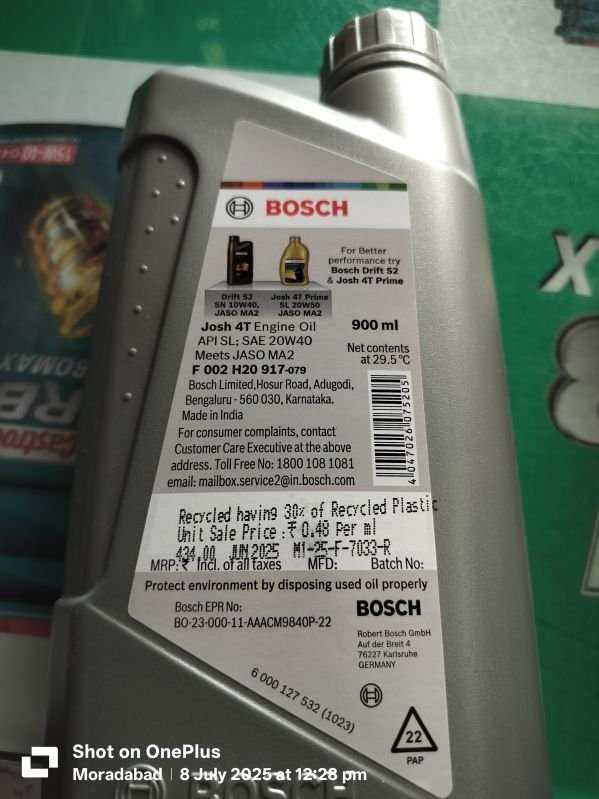 BOSCH
For Better
performance try
Bosch Drift S2
& Josh 4T Prime
Drift S2
SN 10W40,
JASO MA2
Josh 4T Prime
SL 20W50
JASO MA2
Josh 4T Engine Oil
900 ml
API SL; SAE 20W40
Meets JASO MA2
Net contents
at 29.5°C
F 002 H20 917-079
Bosch Limited,Hosur Road, Adugodi,
Bengaluru - 560 030, Karnataka.
Made in India
For consumer complaints, contact
Customer Care Executive at the above
address. Toll Free No: 1800 108 1081
email: mailbox.service2@in.bosch.com
4 047026 075205
Recycled having 30% of Recycled Plastic
Unit Sale Price :₹ 0.48 Per ml
434.00 JUN2025 M1-25-F-7033-R
MRP:₹ Incl. of all taxes MFD: Batch No:
Protect environment by disposing used oil properly
Bosch EPR No:
BO-23-000-11-AAACM9840P-22
BOSCH
Robert Bosch GmbH
Auf der Breit 4
76227 Karlsruhe
GERMANY
6 000 127 532 (1023)
22
PAP
15W-40
Castrol
BOMAX
X
8
BOSCH
Shot on OnePlus
Moradabad | 8 July 2025 at 12:28 pm